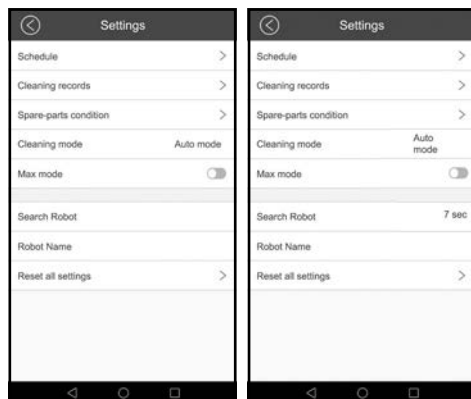 Settings
Schedule
Cleaning records
Spare-parts condition
Cleaning mode Auto mode
Max mode
Search Robot
Robot Name
Reset all settings
Settings
Schedule
Cleaning records
Spare-parts condition
Cleaning mode Auto
mode
Max mode
Search Robot 7 sec
Robot Name
Reset all settings